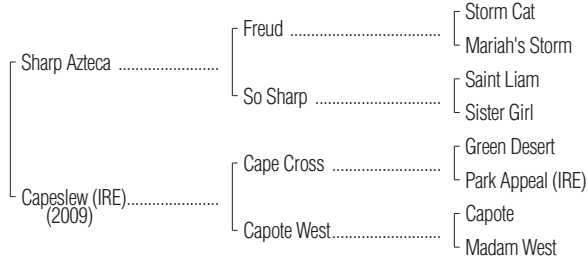 Storm Cat
Freud ..............................
Mariah's Storm
Sharp Azteca ....................
Saint Liam
So Sharp .........................
Sister Girl
Green Desert
Cape Cross .....................
Park Appeal (IRE)
Capeslew (IRE)..................
(2009)
Capote
Capote West.....................
Madam West